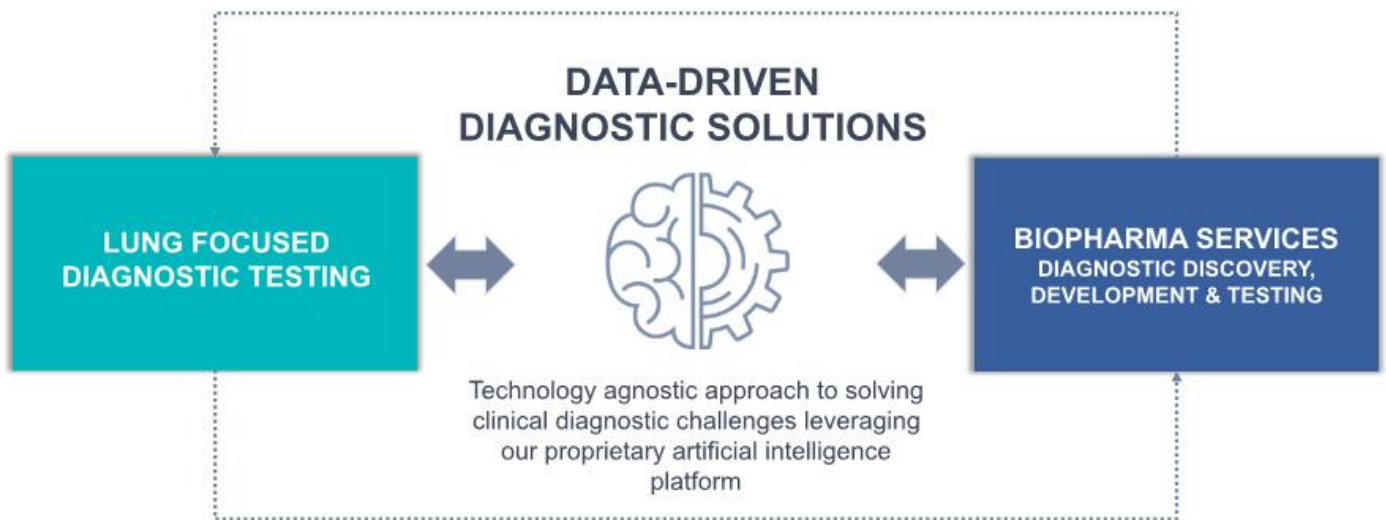 DATA-DRIVEN
DIAGNOSTIC SOLUTIONS
LUNG FOCUSED
DIAGNOSTIC TESTING
BIOPHARMA SERVICES
DIAGNOSTIC DISCOVERY,
DEVELOPMENT & TESTING
Technology agnostic approach to solving
clinical diagnostic challenges leveraging
our proprietary artificial intelligence
platform